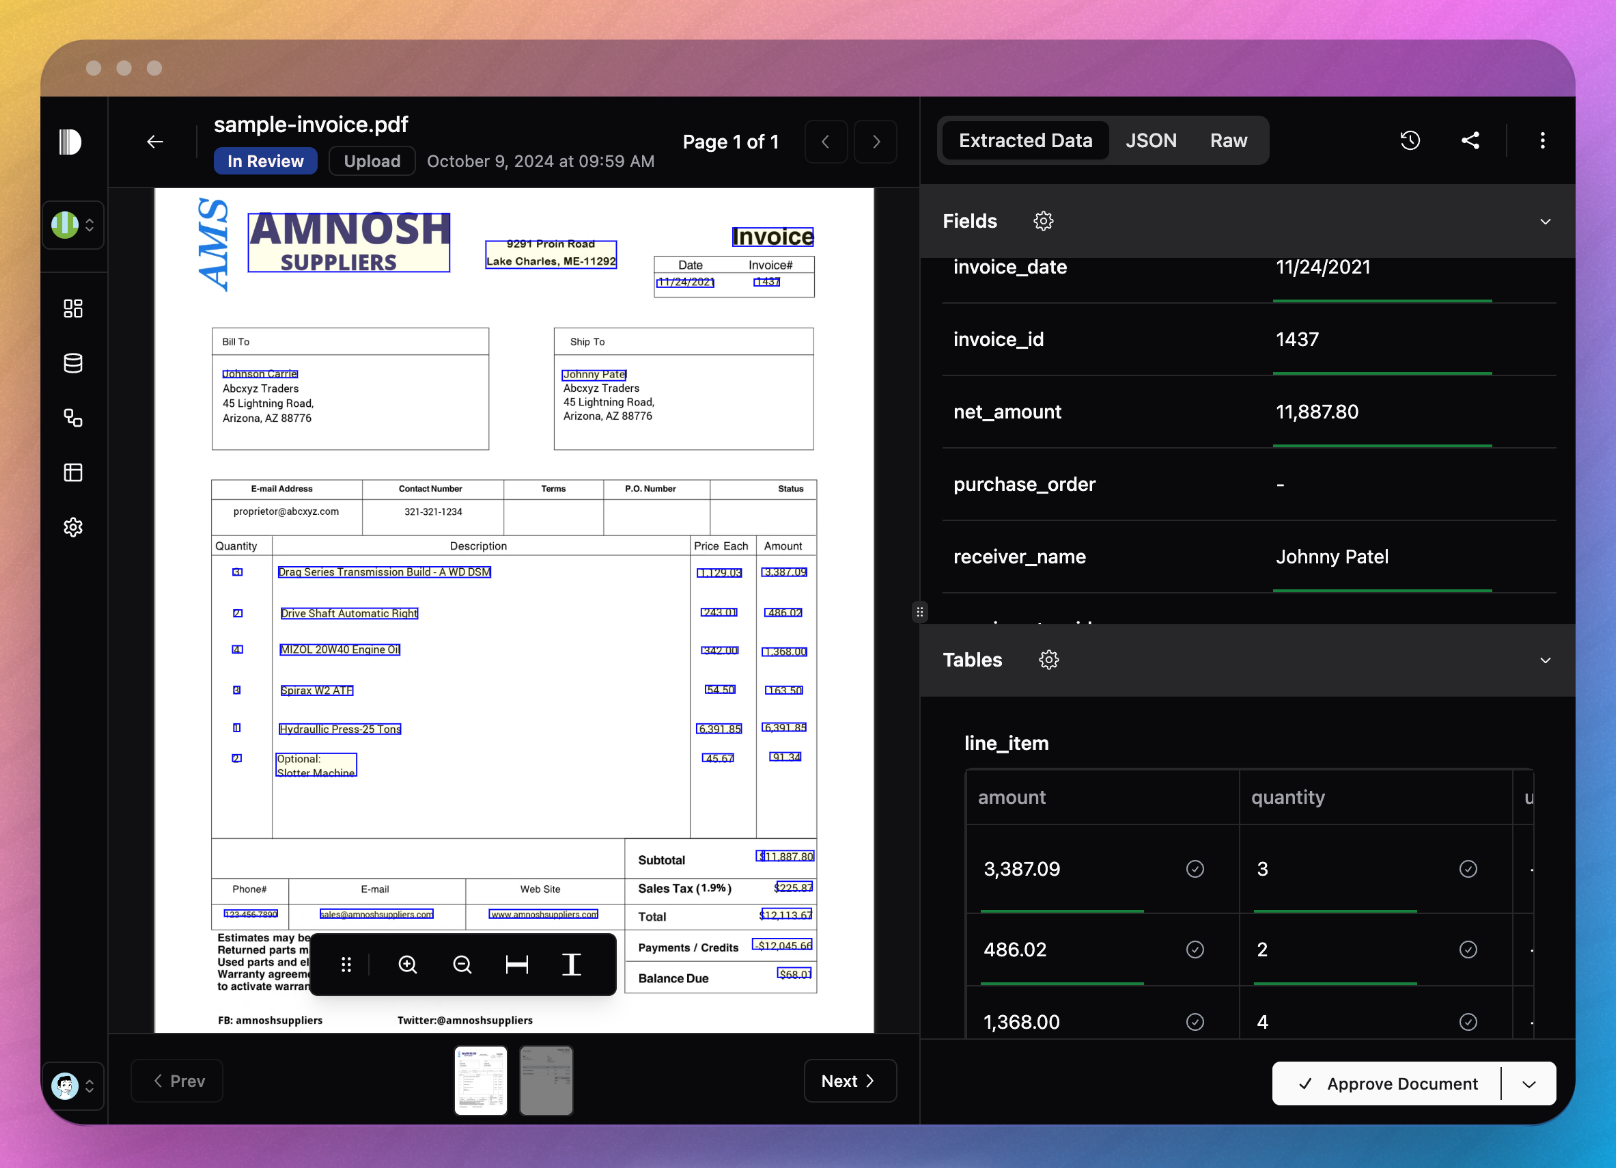 sample-invoice.pdf
In Review
Upload
October 9, 2024 at 09:59 AM
Page 1 of 1
Extracted Data
JSON
Raw
AMS
AMNOSH
SUPPLIERS
9291 Proin Road
Lake Charles, ME-11292
Invoice
Date Invoice#
11/24/2021 1437
Bill To
Johnson Carrie
Abcxyz Traders
45 Lightning Road,
Arizona, AZ 88776
Ship To
Johnny Patel
Abcxyz Traders
45 Lightning Road,
Arizona, AZ 88776
E-mail Address Contact Number Terms P.O. Number Status
proprietor@abcxyz.com 321-321-1234
Quantity Description Price Each Amount
3 Drag Series Transmission Build - A WD DSM 1,129.03 3,387.09
2 Drive Shaft Automatic Right 243.01 486.02
4 MIZOL 20W40 Engine Oil 342.00 1,368.00
3 Spirax W2 ATF 54.50 163.50
1 Hydraullic Press-25 Tons 6,391.85 6,391.85
2 Optional:
Slotter Machine 45.67 91.34
Subtotal $11,887.80
Sales Tax (1.9%) $225.87
Total $12,113.67
Payments / Credits -$12,045.66
Balance Due $68.01
Phone# E-mail Web Site
123-456-7890 sales@amnoshsuppliers.com www.amnoshsuppliers.com
Estimates may be
Returned parts m
Used parts and el
Warranty agreem
to activate warran
FB: amnoshsuppliers Twitter:@amnoshsuppliers
Prev
Next
Fields
invoice_date 11/24/2021
invoice_id 1437
net_amount 11,887.80
purchase_order -
receiver_name Johnny Patel
Tables
line_item
amount quantity u
3,387.09 3
486.02 2
1,368.00 4
Approve Document